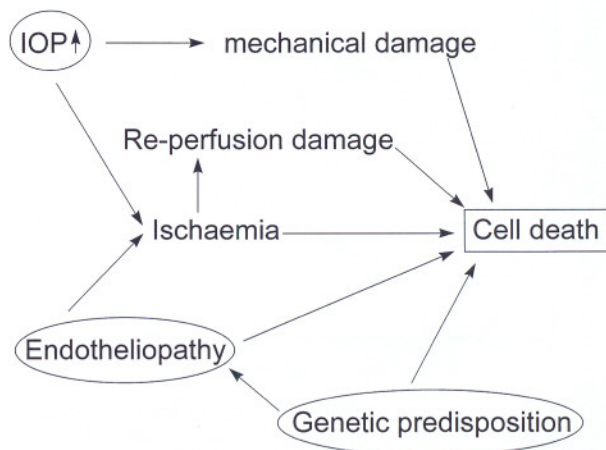 IOP↑
mechanical damage
Re-perfusion damage
Ischaemia
Cell death
Endotheliopathy
Genetic predisposition